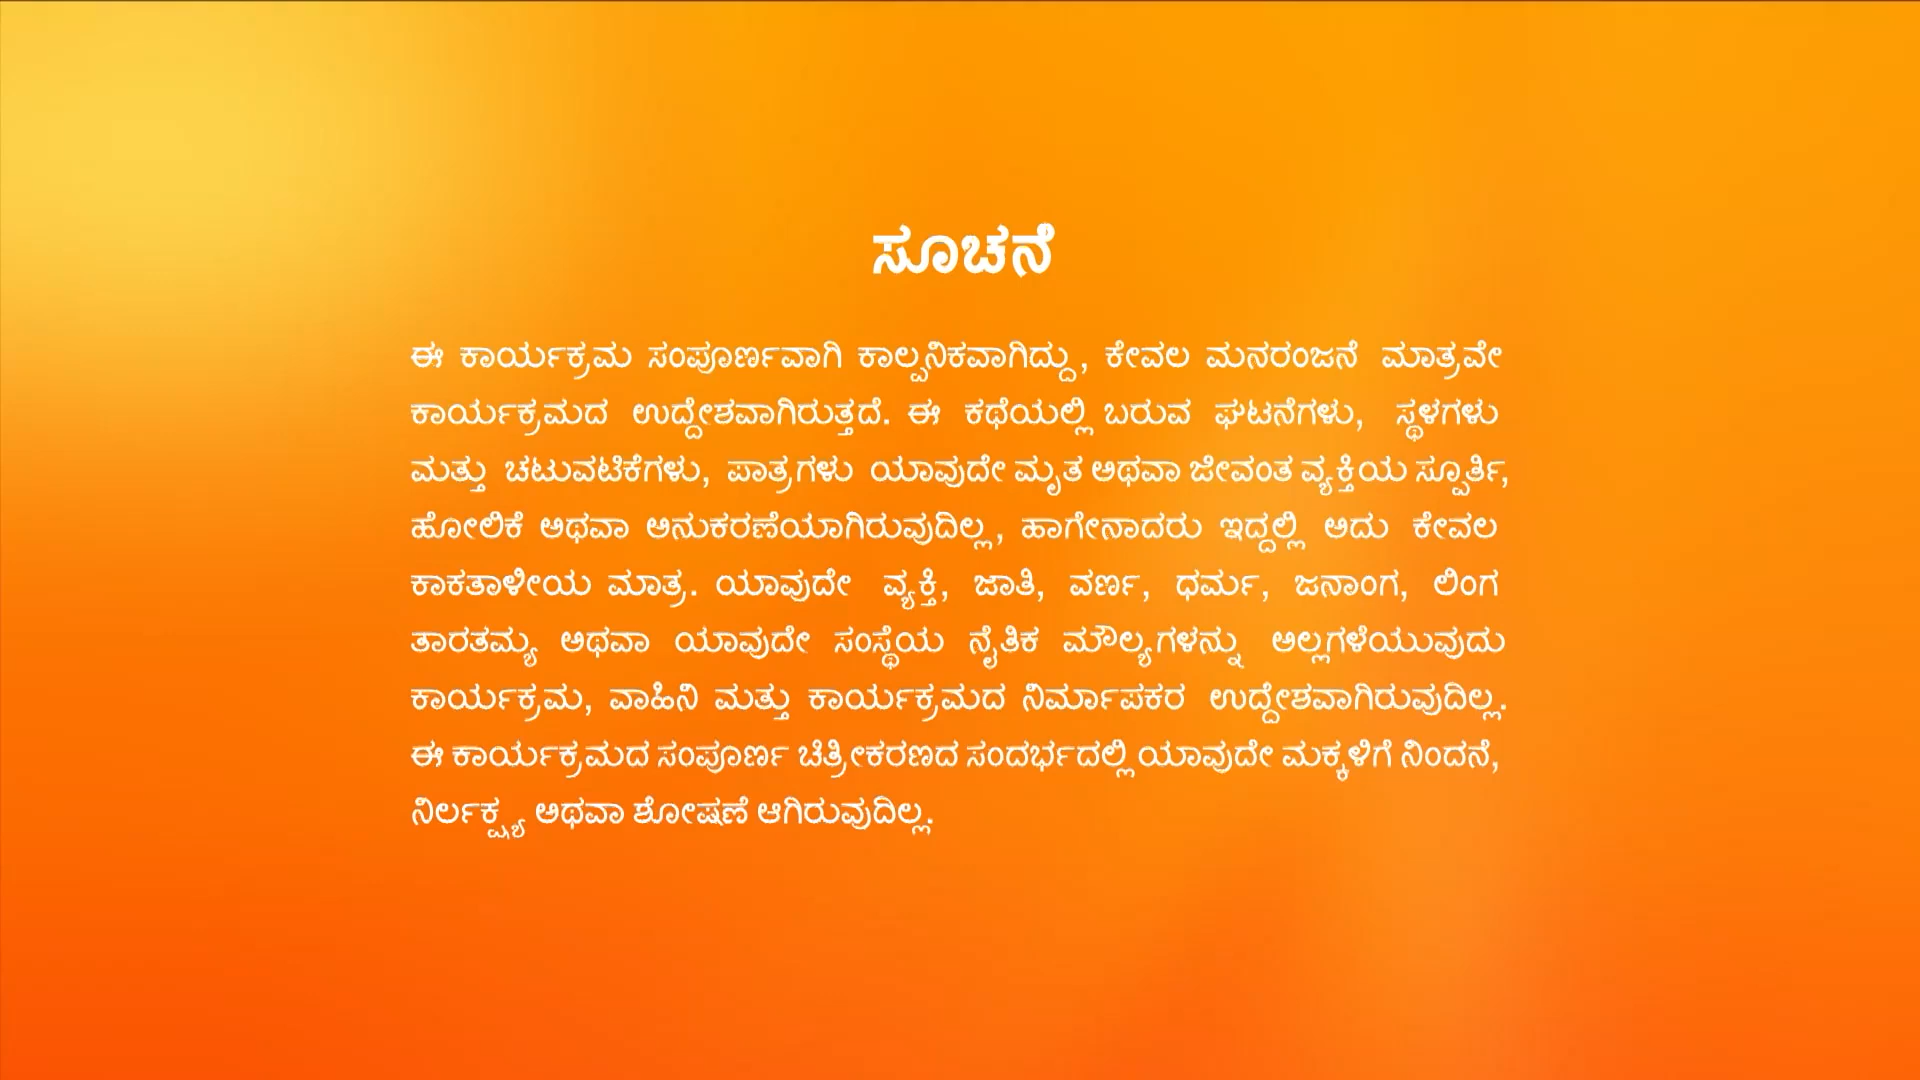 ಸೂಚನೆ
ಈ ಕಾರ್ಯಕ್ರಮ ಸಂಪೂರ್ಣವಾಗಿ ಕಾಲ್ಪನಿಕವಾಗಿದ್ದು, ಕೇವಲ ಮನರಂಜನೆ ಮಾತ್ರವೇ
ಕಾರ್ಯಕ್ರಮದ ಉದ್ದೇಶವಾಗಿರುತ್ತದೆ. ಈ ಕಥೆಯಲ್ಲಿ ಬರುವ ಘಟನೆಗಳು, ಸ್ಥಳಗಳು
ಮತ್ತು ಚಟುವಟಿಕೆಗಳು, ಪಾತ್ರಗಳು ಯಾವುದೇ ಮೃತ ಅಥವಾ ಜೀವಂತ ವ್ಯಕ್ತಿಯ ಸ್ಪೂರ್ತಿ,
ಹೋಲಿಕೆ ಅಥವಾ ಅನುಕರಣೆಯಾಗಿರುವುದಿಲ್ಲ, ಹಾಗೇನಾದರು ಇದ್ದಲ್ಲಿ ಅದು ಕೇವಲ
ಕಾಕತಾಳೀಯ ಮಾತ್ರ. ಯಾವುದೇ ವ್ಯಕ್ತಿ, ಜಾತಿ, ವರ್ಣ, ಧರ್ಮ, ಜನಾಂಗ, ಲಿಂಗ
ತಾರತಮ್ಯ ಅಥವಾ ಯಾವುದೇ ಸಂಸ್ಥೆಯ ನೈತಿಕ ಮೌಲ್ಯಗಳನ್ನು ಅಲ್ಲಗಳೆಯುವುದು
ಕಾರ್ಯಕ್ರಮ, ವಾಹಿನಿ ಮತ್ತು ಕಾರ್ಯಕ್ರಮದ ನಿರ್ಮಾಪಕರ ಉದ್ದೇಶವಾಗಿರುವುದಿಲ್ಲ.
ಈ ಕಾರ್ಯಕ್ರಮದ ಸಂಪೂರ್ಣ ಚಿತ್ರೀಕರಣದ ಸಂದರ್ಭದಲ್ಲಿ ಯಾವುದೇ ಮಕ್ಕಳಿಗೆ ನಿಂದನೆ,
ನಿರ್ಲಕ್ಷ್ಯ ಅಥವಾ ಶೋಷಣೆ ಆಗಿರುವುದಿಲ್ಲ.